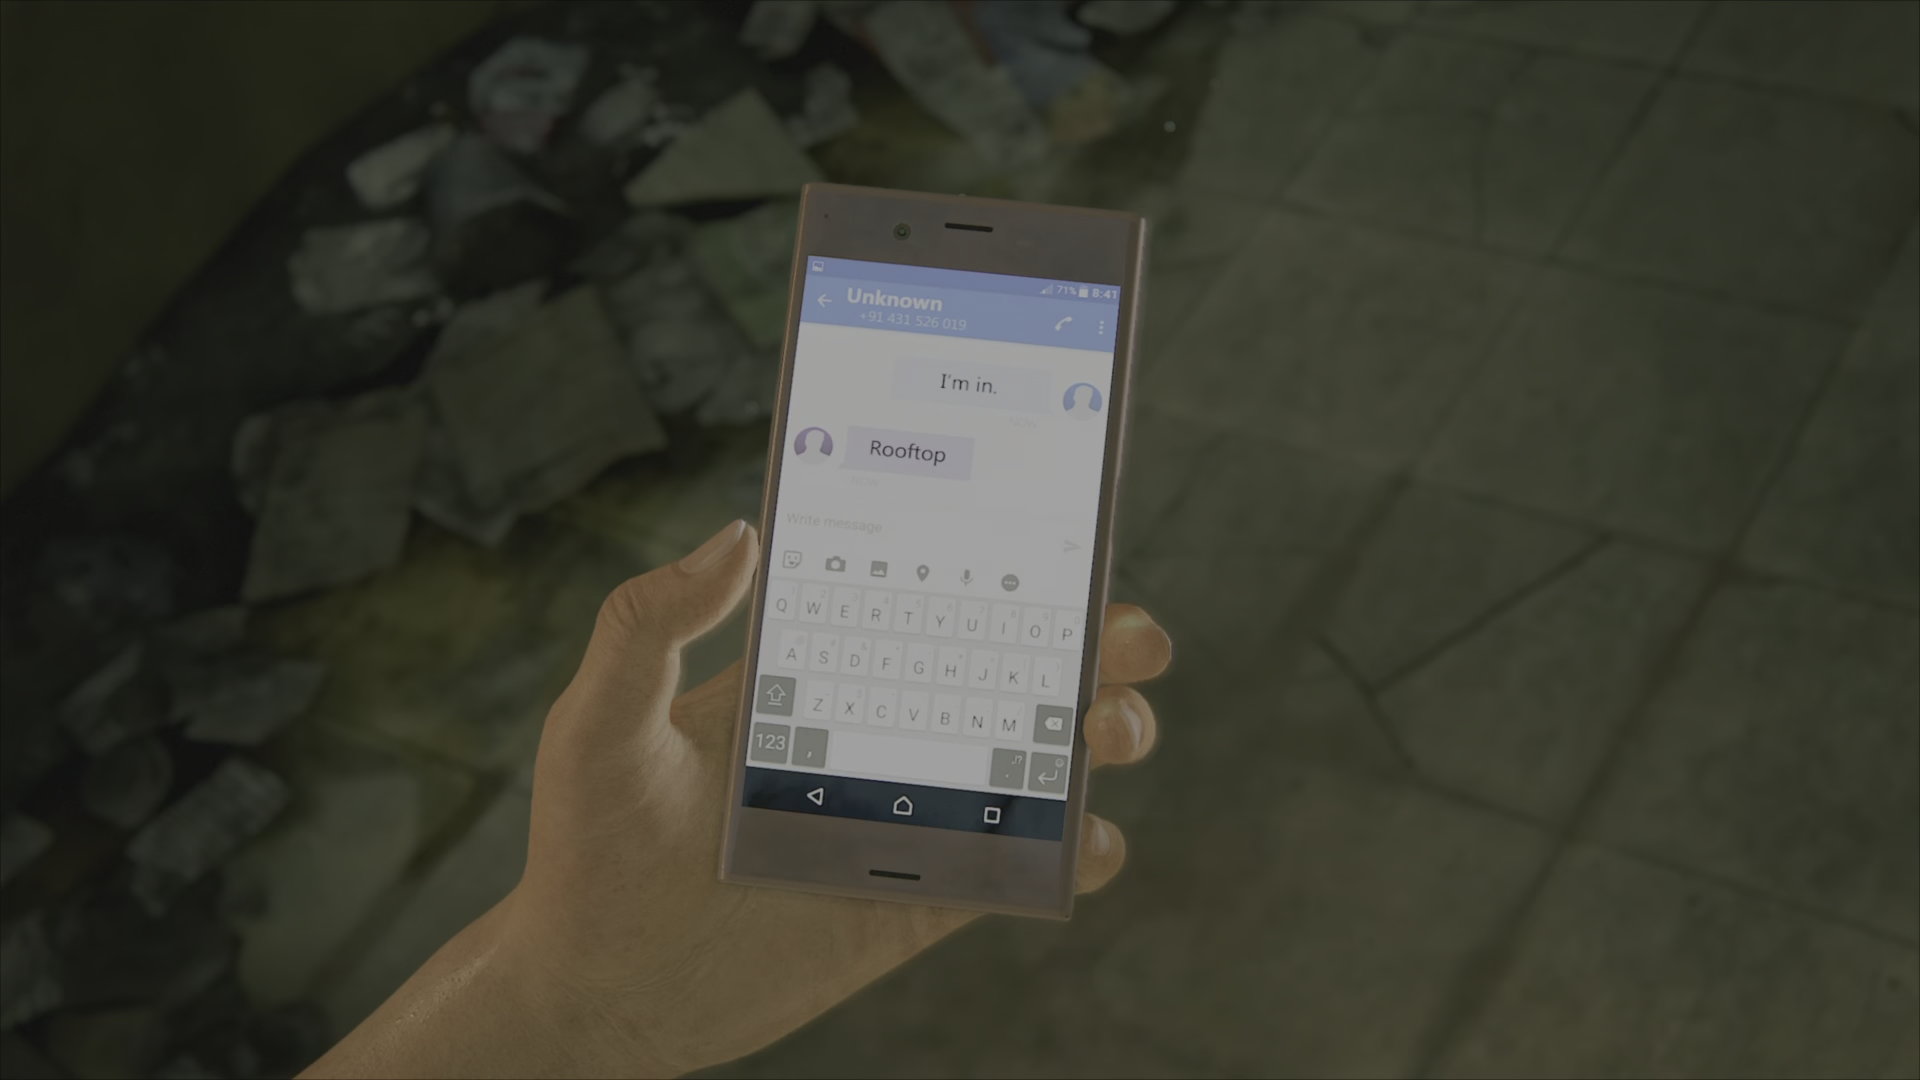 71% 8:41
Unknown
+91 431 526 019
I'm in.
Rooftop
Write message
Q W E R T Y U I O P
A S D F G H J K L
Z X C V B N M
123 , .